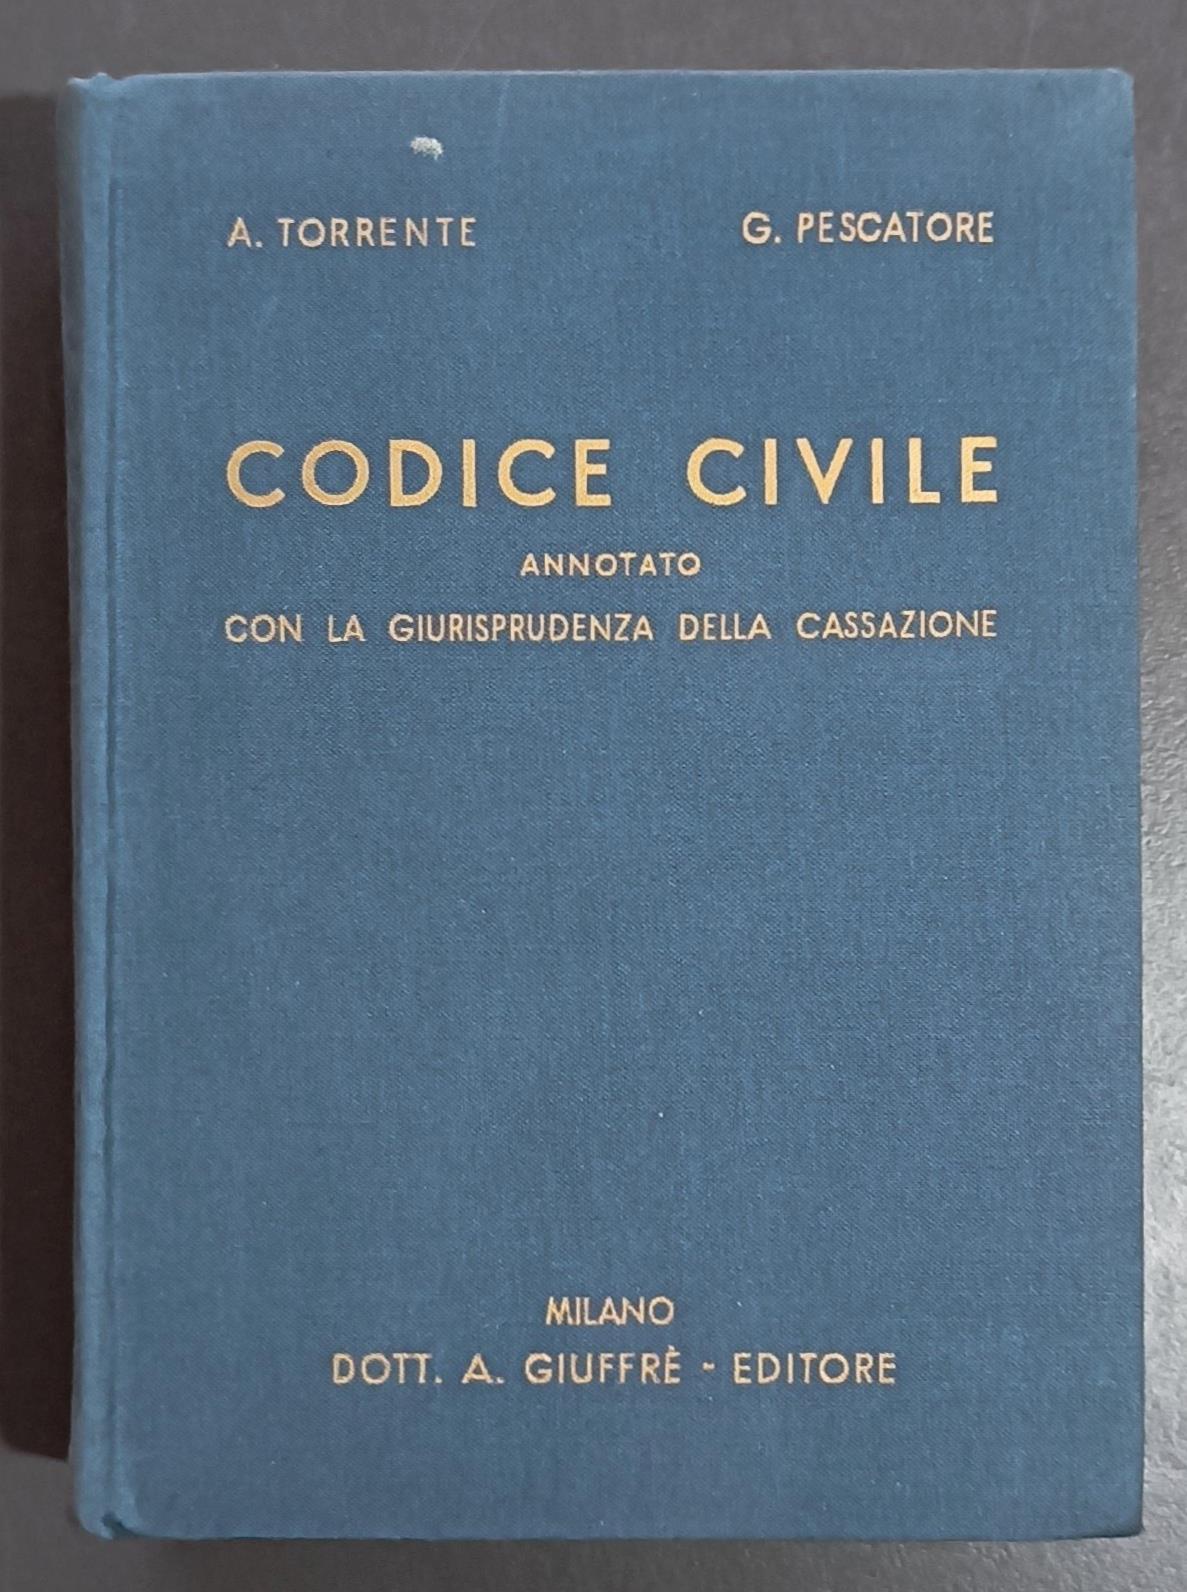 A. TORRENTE G. PESCATORE
CODICE CIVILE
ANNOTATO
CON LA GIURISPRUDENZA DELLA CASSAZIONE
MILANO
DOTT. A. GIUFFRÈ - EDITORE